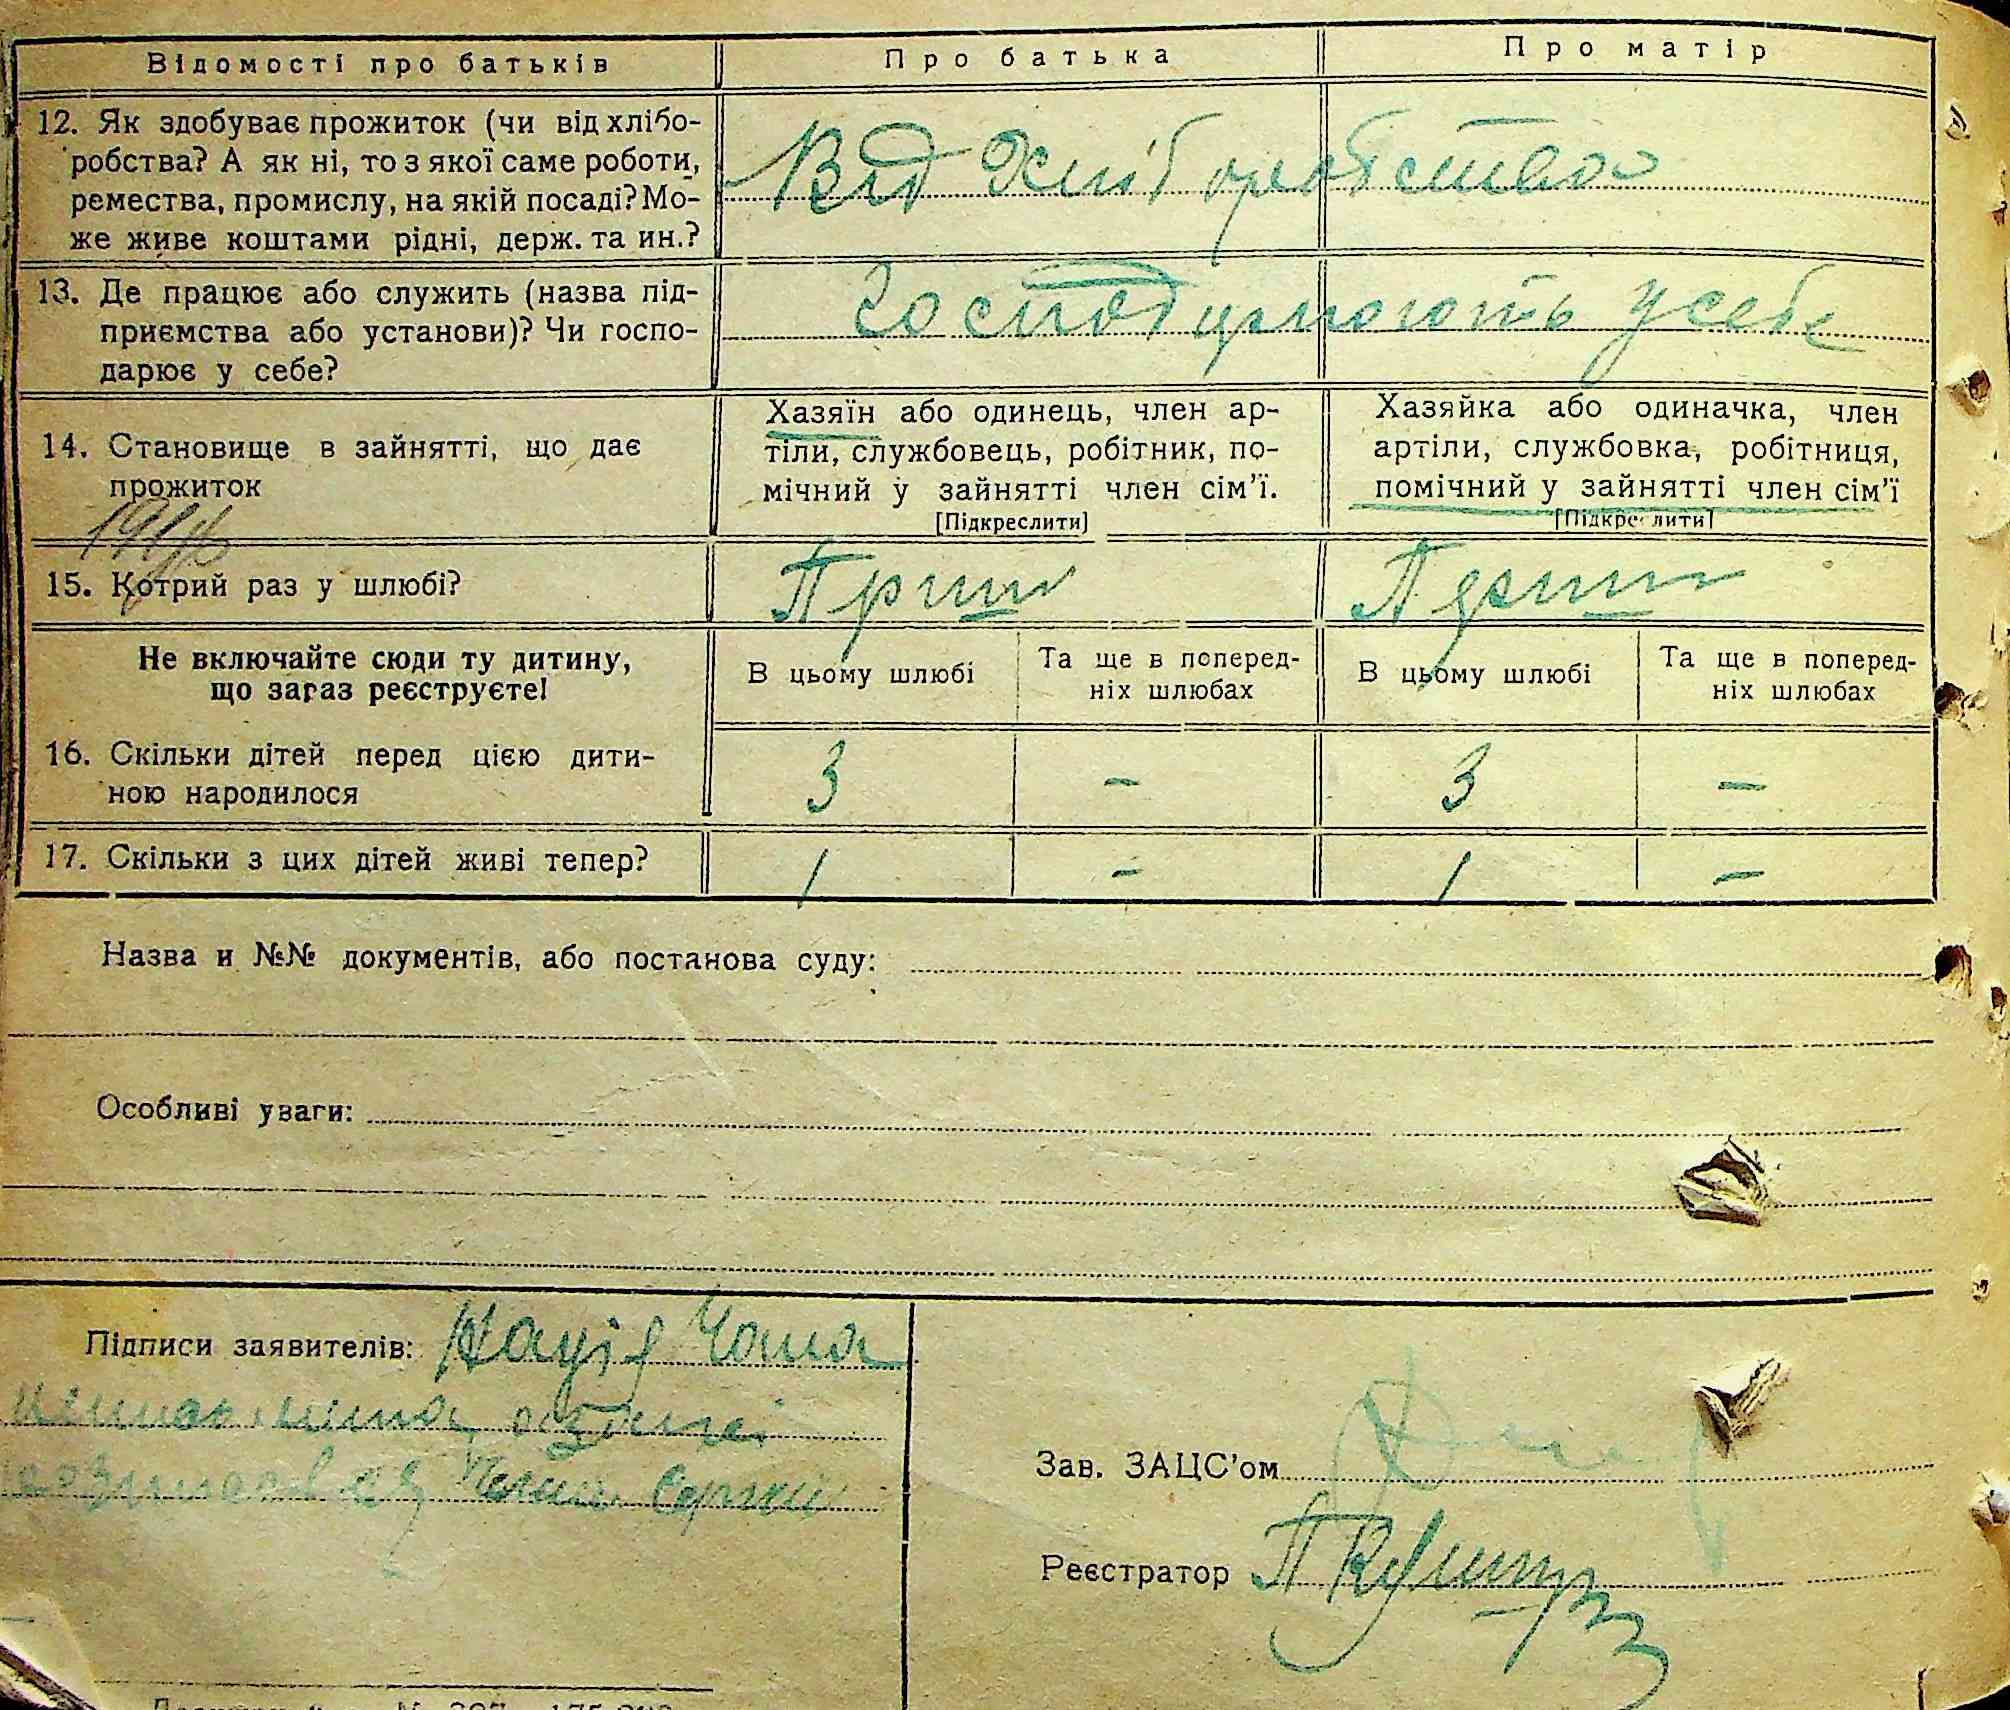 Відомості про батьків Про батька Про матір
12. Як здобуває прожиток (чи від хлібо-
робства? А як ні, то з якої саме роботи,
ремества, промислу, на якій посаді? Мо-
же живе коштами рідні, держ. та ин.?
Від Хліборобства
13. Де працює або служить (назва під-
приємства або установи)? Чи госпо-
дарює у себе?
у себе
14. Становище в зайнятті, що дає
прожиток
Хазяїн або одинець, член ар-
тіли, службовець, робітник, по-
мічний у зайнятті член сім’ї.
[Підкреслити]
Хазяйка або одиначка, член
артіли, службовка, робітниця,
помічний у зайнятті член сім’ї
[Підкреслити]
15. Котрий раз у шлюбі?
Не включайте сюди ту дитину,
що зараз реєструєте!
В цьому шлюбі
Та ще в поперед-
ніх шлюбах
В цьому шлюбі
Та ще в поперед-
ніх шлюбах
16. Скільки дітей перед цією дити-
ною народилося
3 – 3 –
17. Скільки з цих дітей живі тепер? 1 – 1 –
Назва и №№ документів, або постанова суду:
Особливі уваги:
Підписи заявителів:
Зав. ЗАЦС’ом
Реєстратор